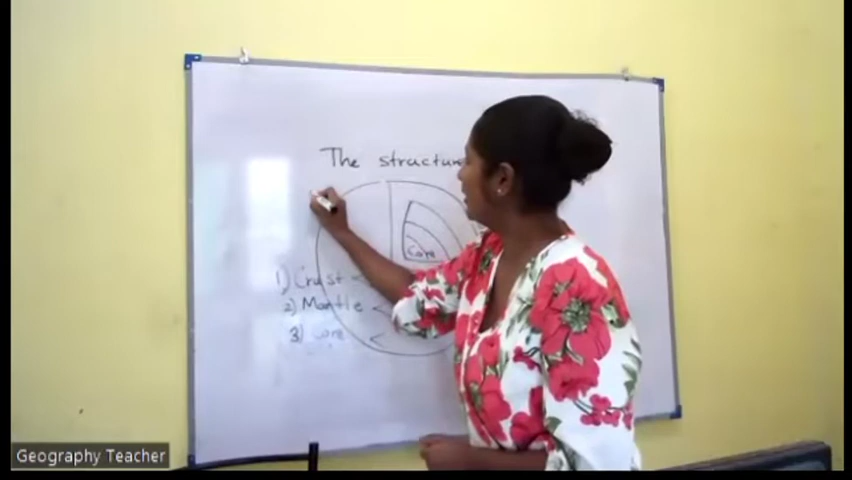 The structure
Core
1) Crust <
2) Mantle <
3) Core <
Geography Teacher